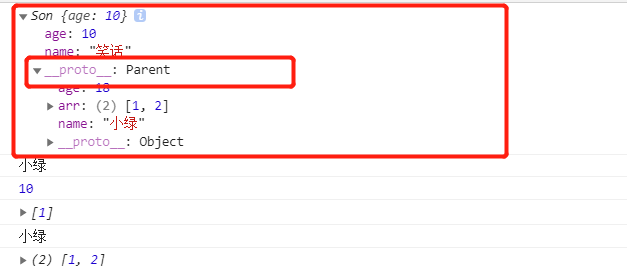 ▼Son {age: 10} i
age: 10
name: "笑话"
▼__proto__: Parent
age: 18
▶arr: (2) [1, 2]
name: "小绿"
▶__proto__: Object
小绿
10
▶[1]
小绿
▶(2) [1, 2]